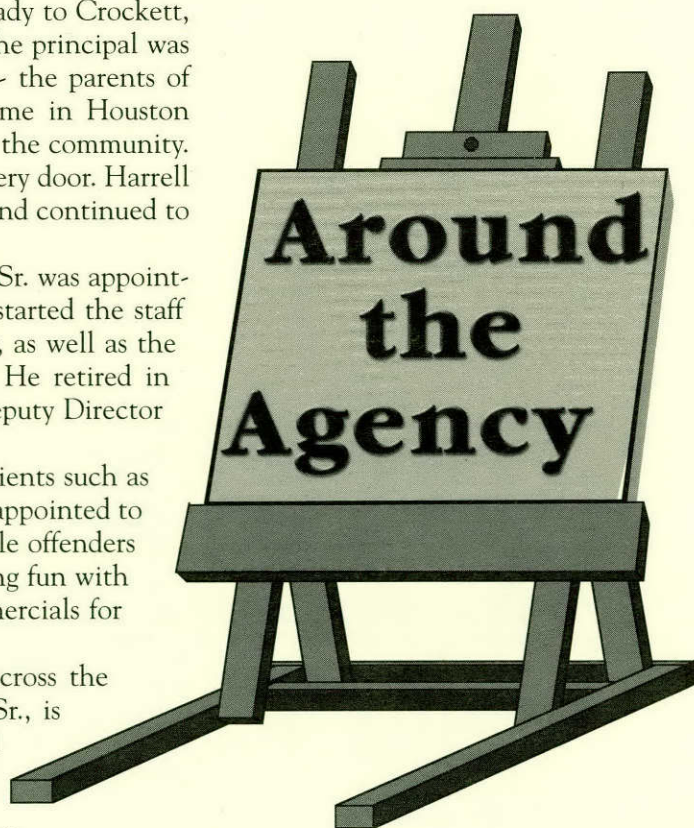 ady to Crockett,
ne principal was
- the parents of
me in Houston
the community.
ery door. Harrell
nd continued to
Sr. was appoint-
started the staff
, as well as the
He retired in
eputy Director
ients such as
appointed to
le offenders
ng fun with
nercials for
cross the
Sr., is
Around
the
Agency